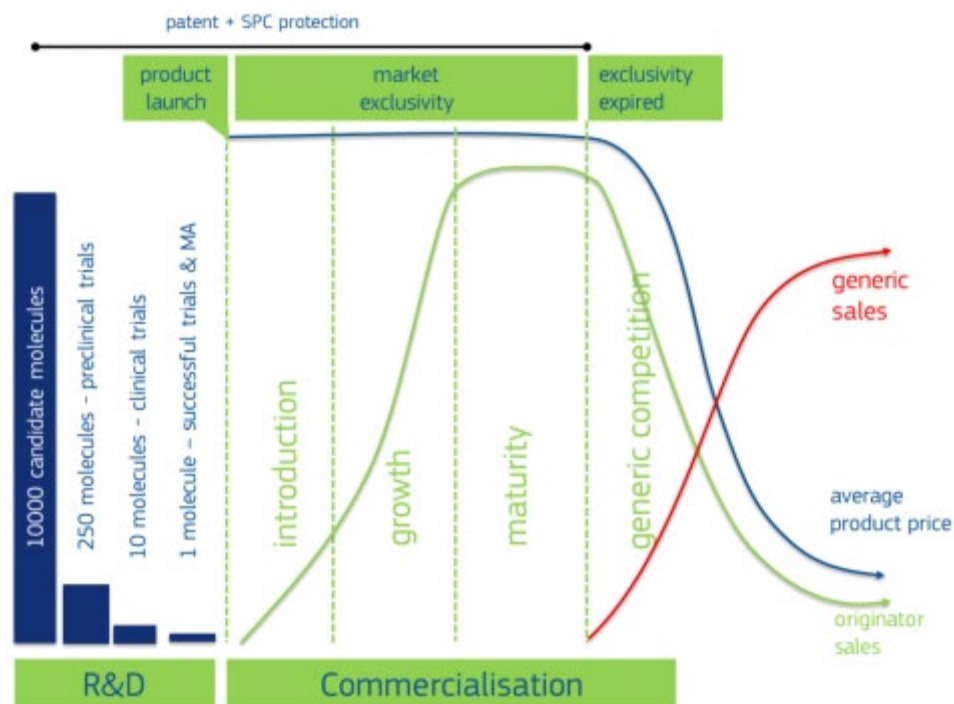 patent + SPC protection
product
launch
market
exclusivity
exclusivity
expired
10000 candidate molecules
250 molecules - preclinical trials
10 molecules - clinical trials
1 molecule – successful trials & MA
introduction
growth
maturity
generic competition
generic
sales
average
product price
originator
sales
R&D
Commercialisation